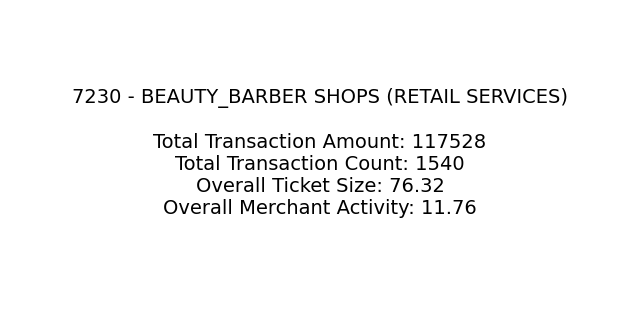 7230 - BEAUTY_BARBER SHOPS (RETAIL SERVICES)
Total Transaction Amount: 117528
Total Transaction Count: 1540
Overall Ticket Size: 76.32
Overall Merchant Activity: 11.76